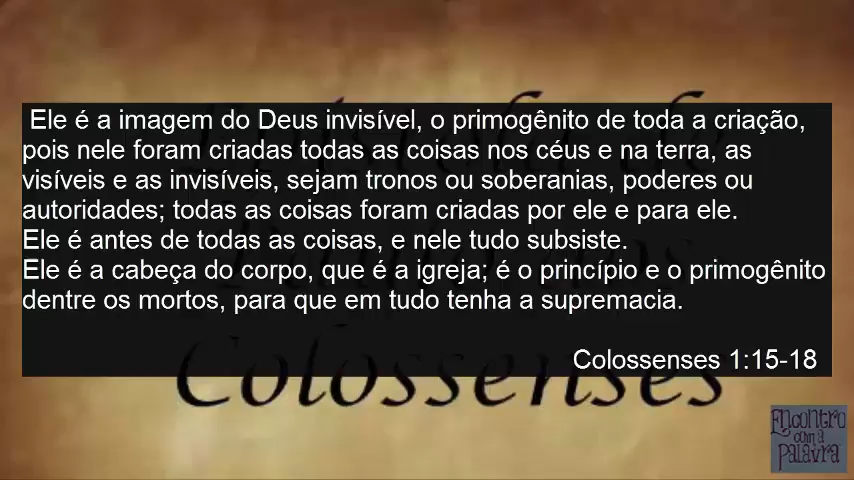 Ele é a imagem do Deus invisível, o primogênito de toda a criação,
pois nele foram criadas todas as coisas nos céus e na terra, as
visíveis e as invisíveis, sejam tronos ou soberanias, poderes ou
autoridades; todas as coisas foram criadas por ele e para ele.
Ele é antes de todas as coisas, e nele tudo subsiste.
Ele é a cabeça do corpo, que é a igreja; é o princípio e o primogênito
dentre os mortos, para que em tudo tenha a supremacia.
Colossenses 1:15-18
Colossenses
Encontro
com a
Palavra